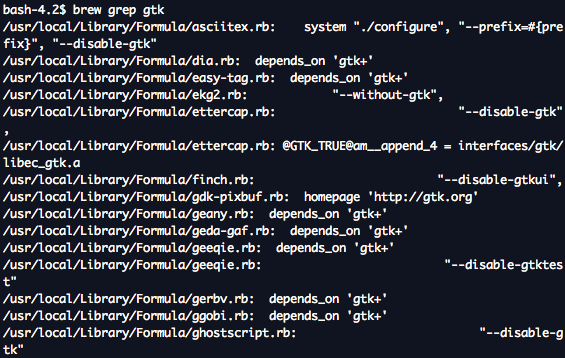 bash-4.2$ brew grep gtk
/usr/local/Library/Formula/asciitex.rb:    system "./configure", "--prefix=#{pre
fix}", "--disable-gtk"
/usr/local/Library/Formula/dia.rb:  depends_on 'gtk+'
/usr/local/Library/Formula/easy-tag.rb:  depends_on 'gtk+'
/usr/local/Library/Formula/ekg2.rb:            "--without-gtk",
/usr/local/Library/Formula/ettercap.rb:                          "--disable-gtk"
,
/usr/local/Library/Formula/ettercap.rb: @GTK_TRUE@am__append_4 = interfaces/gtk/
libec_gtk.a
/usr/local/Library/Formula/finch.rb:                          "--disable-gtkui",
/usr/local/Library/Formula/gdk-pixbuf.rb:  homepage 'http://gtk.org'
/usr/local/Library/Formula/geany.rb:  depends_on 'gtk+'
/usr/local/Library/Formula/geda-gaf.rb:  depends_on 'gtk+'
/usr/local/Library/Formula/geeqie.rb:  depends_on 'gtk+'
/usr/local/Library/Formula/geeqie.rb:                          "--disable-gtktes
t"
/usr/local/Library/Formula/gerbv.rb:  depends_on 'gtk+'
/usr/local/Library/Formula/ggobi.rb:  depends_on 'gtk+'
/usr/local/Library/Formula/ghostscript.rb:                          "--disable-g
tk"